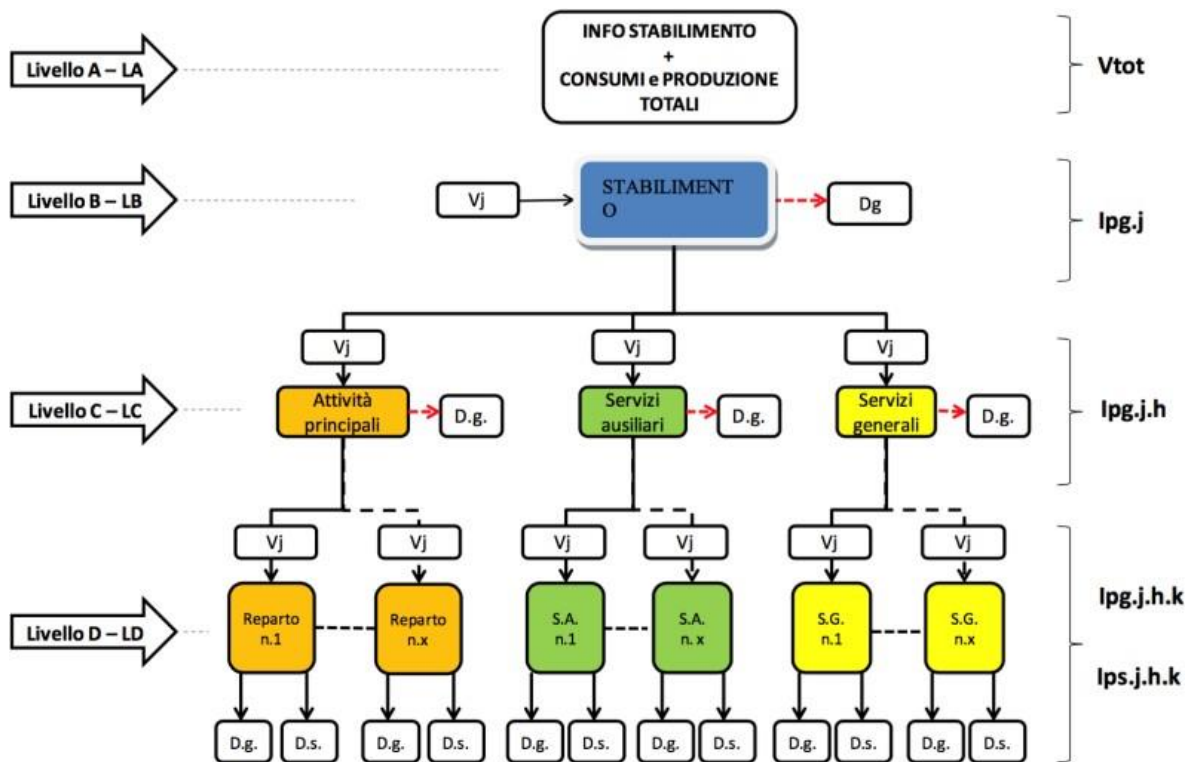 INFO STABILIMENTO
+
CONSUMI e PRODUZIONE
TOTALI
Livello A – LA
Vtot
Livello B – LB
Vj
STABILIMENT
O
Dg
Ipg.j
Vj
Vj
Vj
Livello C – LC
Attività
principali
D.g.
Servizi
ausiliari
D.g.
Servizi
generali
D.g.
Ipg.j.h
Vj
Vj
Vj
Vj
Vj
Vj
Livello D – LD
Reparto
n.1
Reparto
n.x
S.A.
n.1
S.A.
n. x
S.G.
n.1
S.G.
n.x
Ipg.j.h.k
Ips.j.h.k
D.g.
D.s.
D.g.
D.s.
D.g.
D.s.
D.g.
D.s.
D.g.
D.s.
D.g.
D.s.